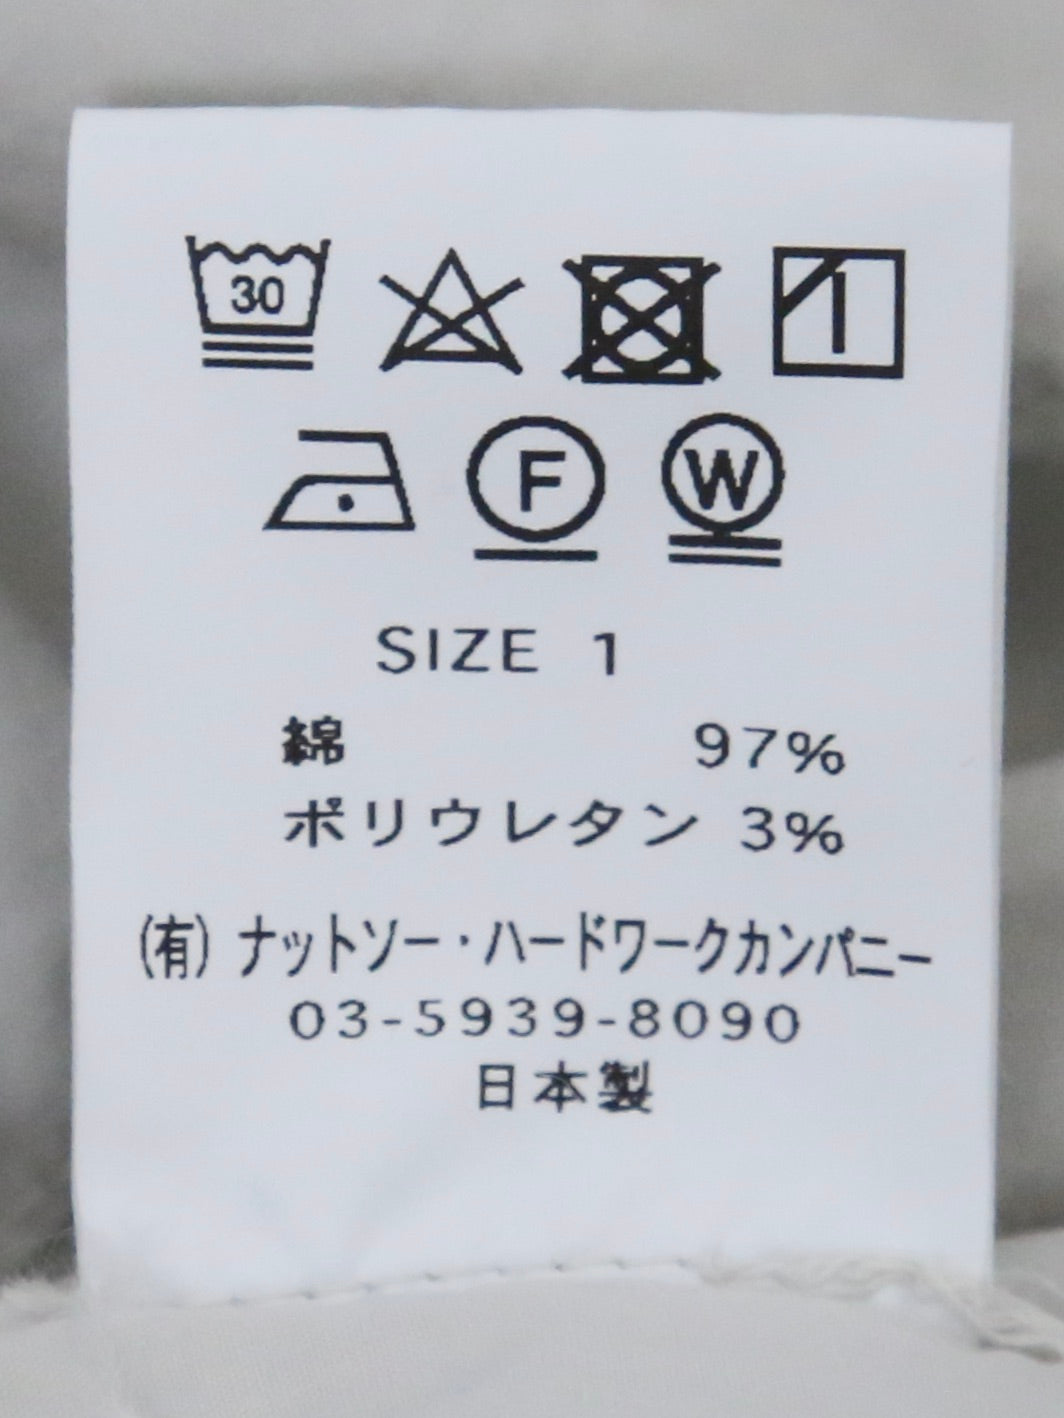 30
F W
SIZE 1
綿 97%
ポリウレタン 3%
(有) ナットソー・ハードワークカンパニー
03-5939-8090
日本製